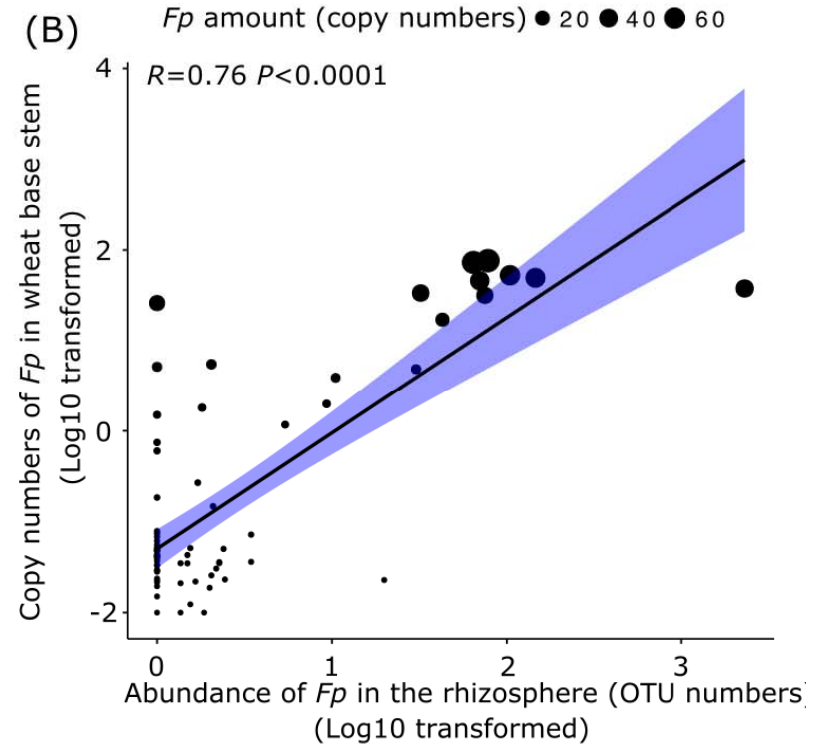 (B)
Fp amount (copy numbers) 20 40 60
R=0.76 P<0.0001
Copy numbers of Fp in wheat base stem
(Log10 transformed)
4
2
0
-2
0 1 2 3
Abundance of Fp in the rhizosphere (OTU numbers)
(Log10 transformed)